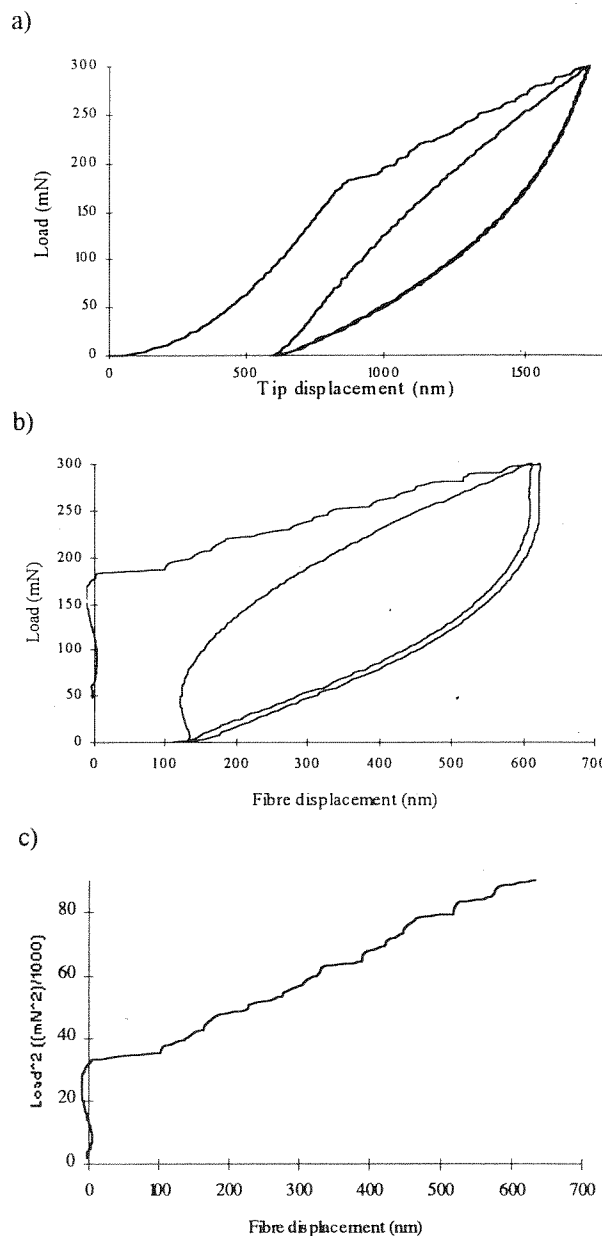 a)
300
250
200
150
100
50
0
Load (mN)
0 500 1000 1500
Tip displacement (nm)
b)
300
250
200
150
100
50
0
Load (mN)
0 100 200 300 400 500 600 700
Fibre displacement (nm)
c)
80
60
40
20
0
Load^2 ((mN^2)/1000)
0 100 200 300 400 500 600 700
Fibre displacement (nm)